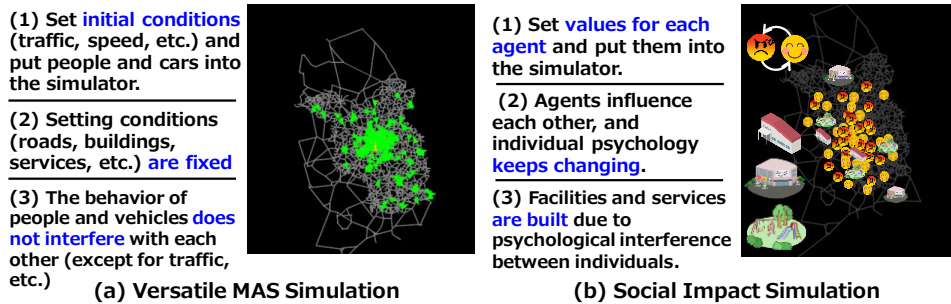 (1) Set initial conditions
(traffic, speed, etc.) and
put people and cars into
the simulator.
(2) Setting conditions
(roads, buildings,
services, etc.) are fixed
(3) The behavior of
people and vehicles does
not interfere with each
other (except for traffic,
etc.)
(a) Versatile MAS Simulation
(1) Set values for each
agent and put them into
the simulator.
(2) Agents influence
each other, and
individual psychology
keeps changing.
(3) Facilities and services
are built due to
psychological interference
between individuals.
(b) Social Impact Simulation